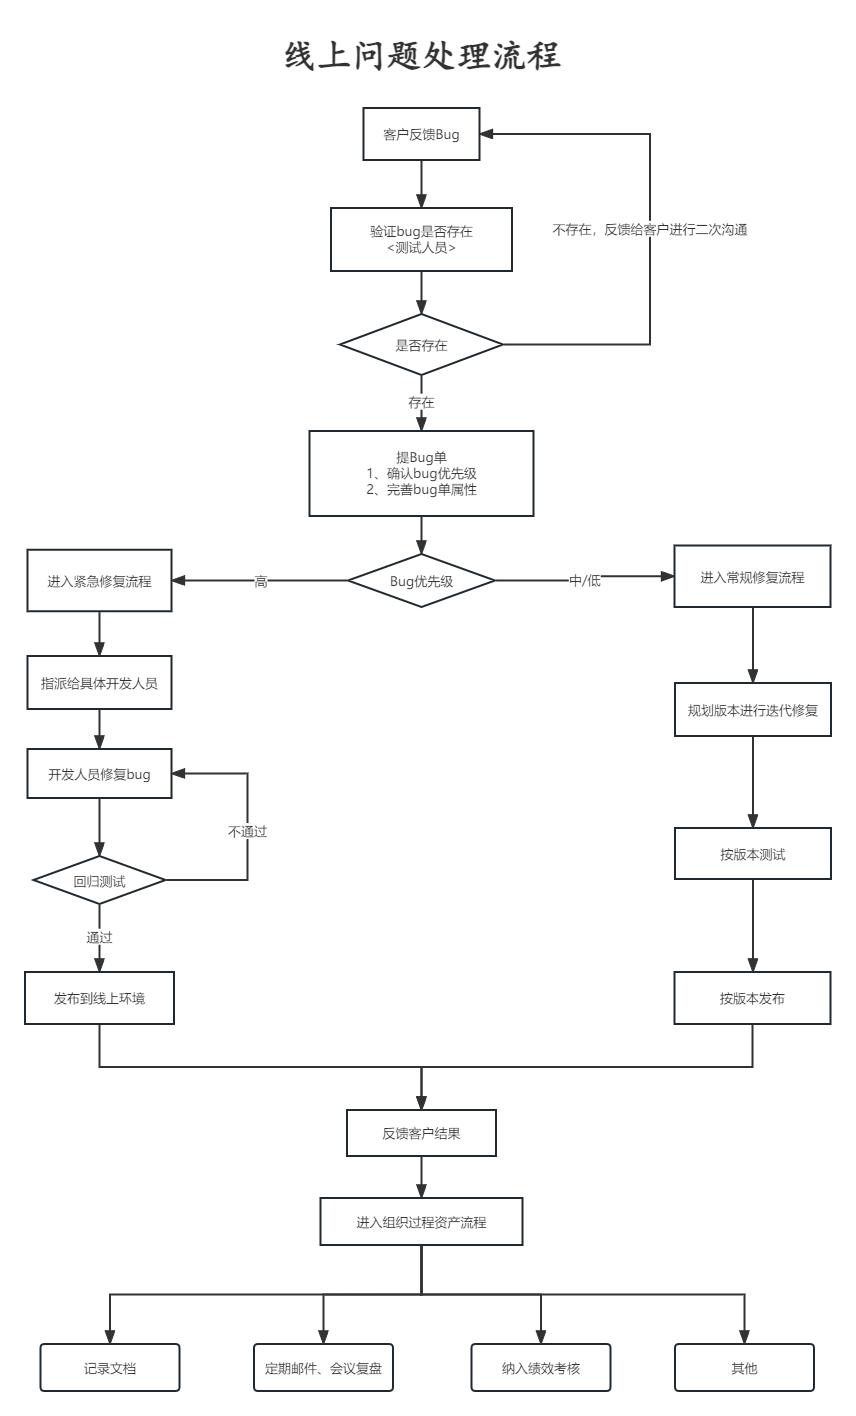 线上问题处理流程
客户反馈Bug
验证bug是否存在
<测试人员>
不存在，反馈给客户进行二次沟通
是否存在
存在
提Bug单
1、确认bug优先级
2、完善bug单属性
进入紧急修复流程
高
Bug优先级
中/低
进入常规修复流程
指派给具体开发人员
规划版本进行迭代修复
开发人员修复bug
不通过
按版本测试
回归测试
通过
发布到线上环境
按版本发布
反馈客户结果
进入组织过程资产流程
记录文档
定期邮件、会议复盘
纳入绩效考核
其他